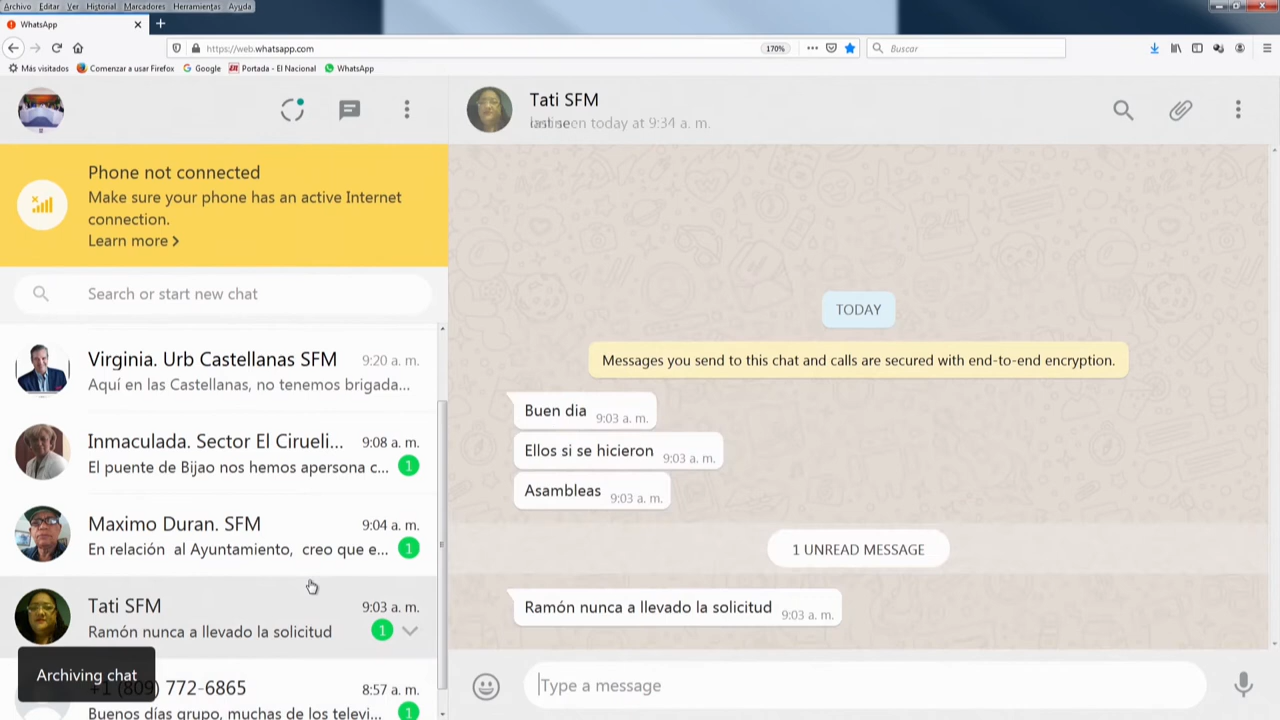 Archivo Editar Ver Historial Marcadores Herramientas Ayuda
WhatsApp
https://web.whatsapp.com
170%
Buscar
Más visitados Comenzar a usar Firefox Google Portada - El Nacional WhatsApp
Tati SFM
seen today at 9:34 a. m.
Phone not connected
Make sure your phone has an active Internet
connection.
Learn more
Search or start new chat
Virginia. Urb Castellanas SFM 9:20 a. m.
Aquí en las Castellanas, no tenemos brigada...
Inmaculada. Sector El Cirueli... 9:08 a. m.
El puente de Bijao nos hemos apersona c... 1
Maximo Duran. SFM 9:04 a. m.
En relación al Ayuntamiento, creo que e... 1
Tati SFM 9:03 a. m.
Ramón nunca a llevado la solicitud 1
Archiving chat
+1 (809) 772-6865 8:57 a. m.
Buenos días grupo, muchas de los televi... 1
TODAY
Messages you send to this chat and calls are secured with end-to-end encryption.
Buen dia 9:03 a. m.
Ellos si se hicieron 9:03 a. m.
Asambleas 9:03 a. m.
1 UNREAD MESSAGE
Ramón nunca a llevado la solicitud 9:03 a. m.
Type a message